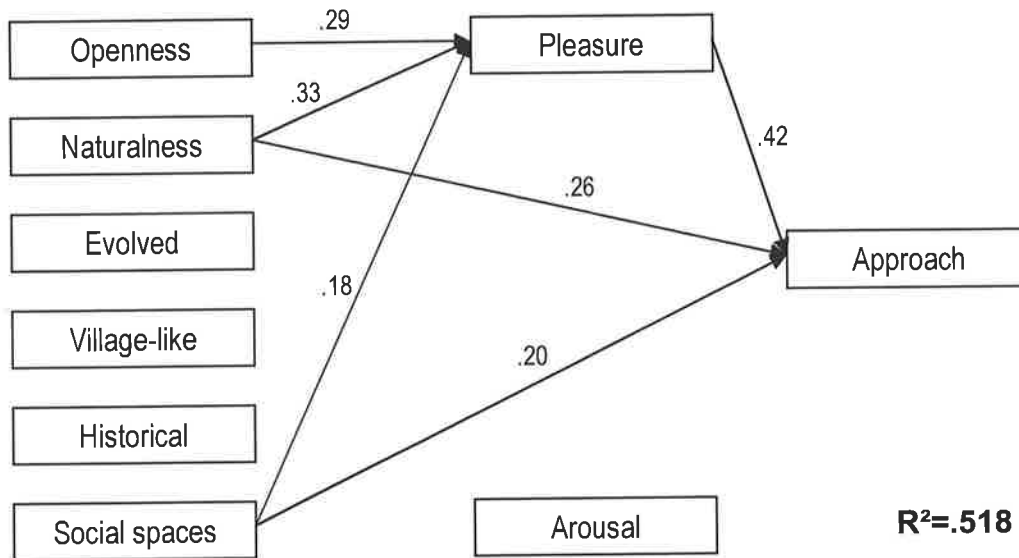 Openness
.29
Pleasure
.33
Naturalness
.42
.26
Evolved
Approach
.18
Village-like
.20
Historical
Social spaces
Arousal
R²=.518